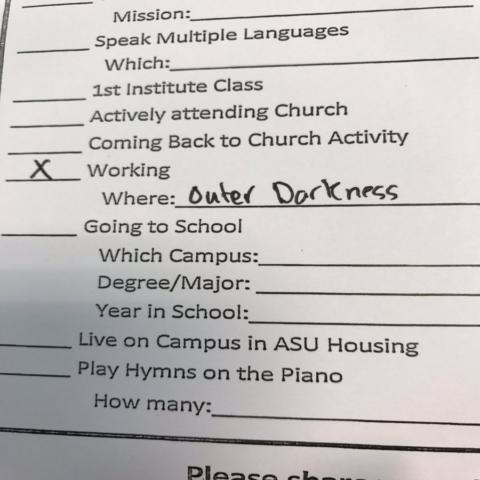 Mission:
Speak Multiple Languages
Which:
1st Institute Class
Actively attending Church
Coming Back to Church Activity
X Working
Where: Outer Darkness
Going to School
Which Campus:
Degree/Major:
Year in School:
Live on Campus in ASU Housing
Play Hymns on the Piano
How many:
Please